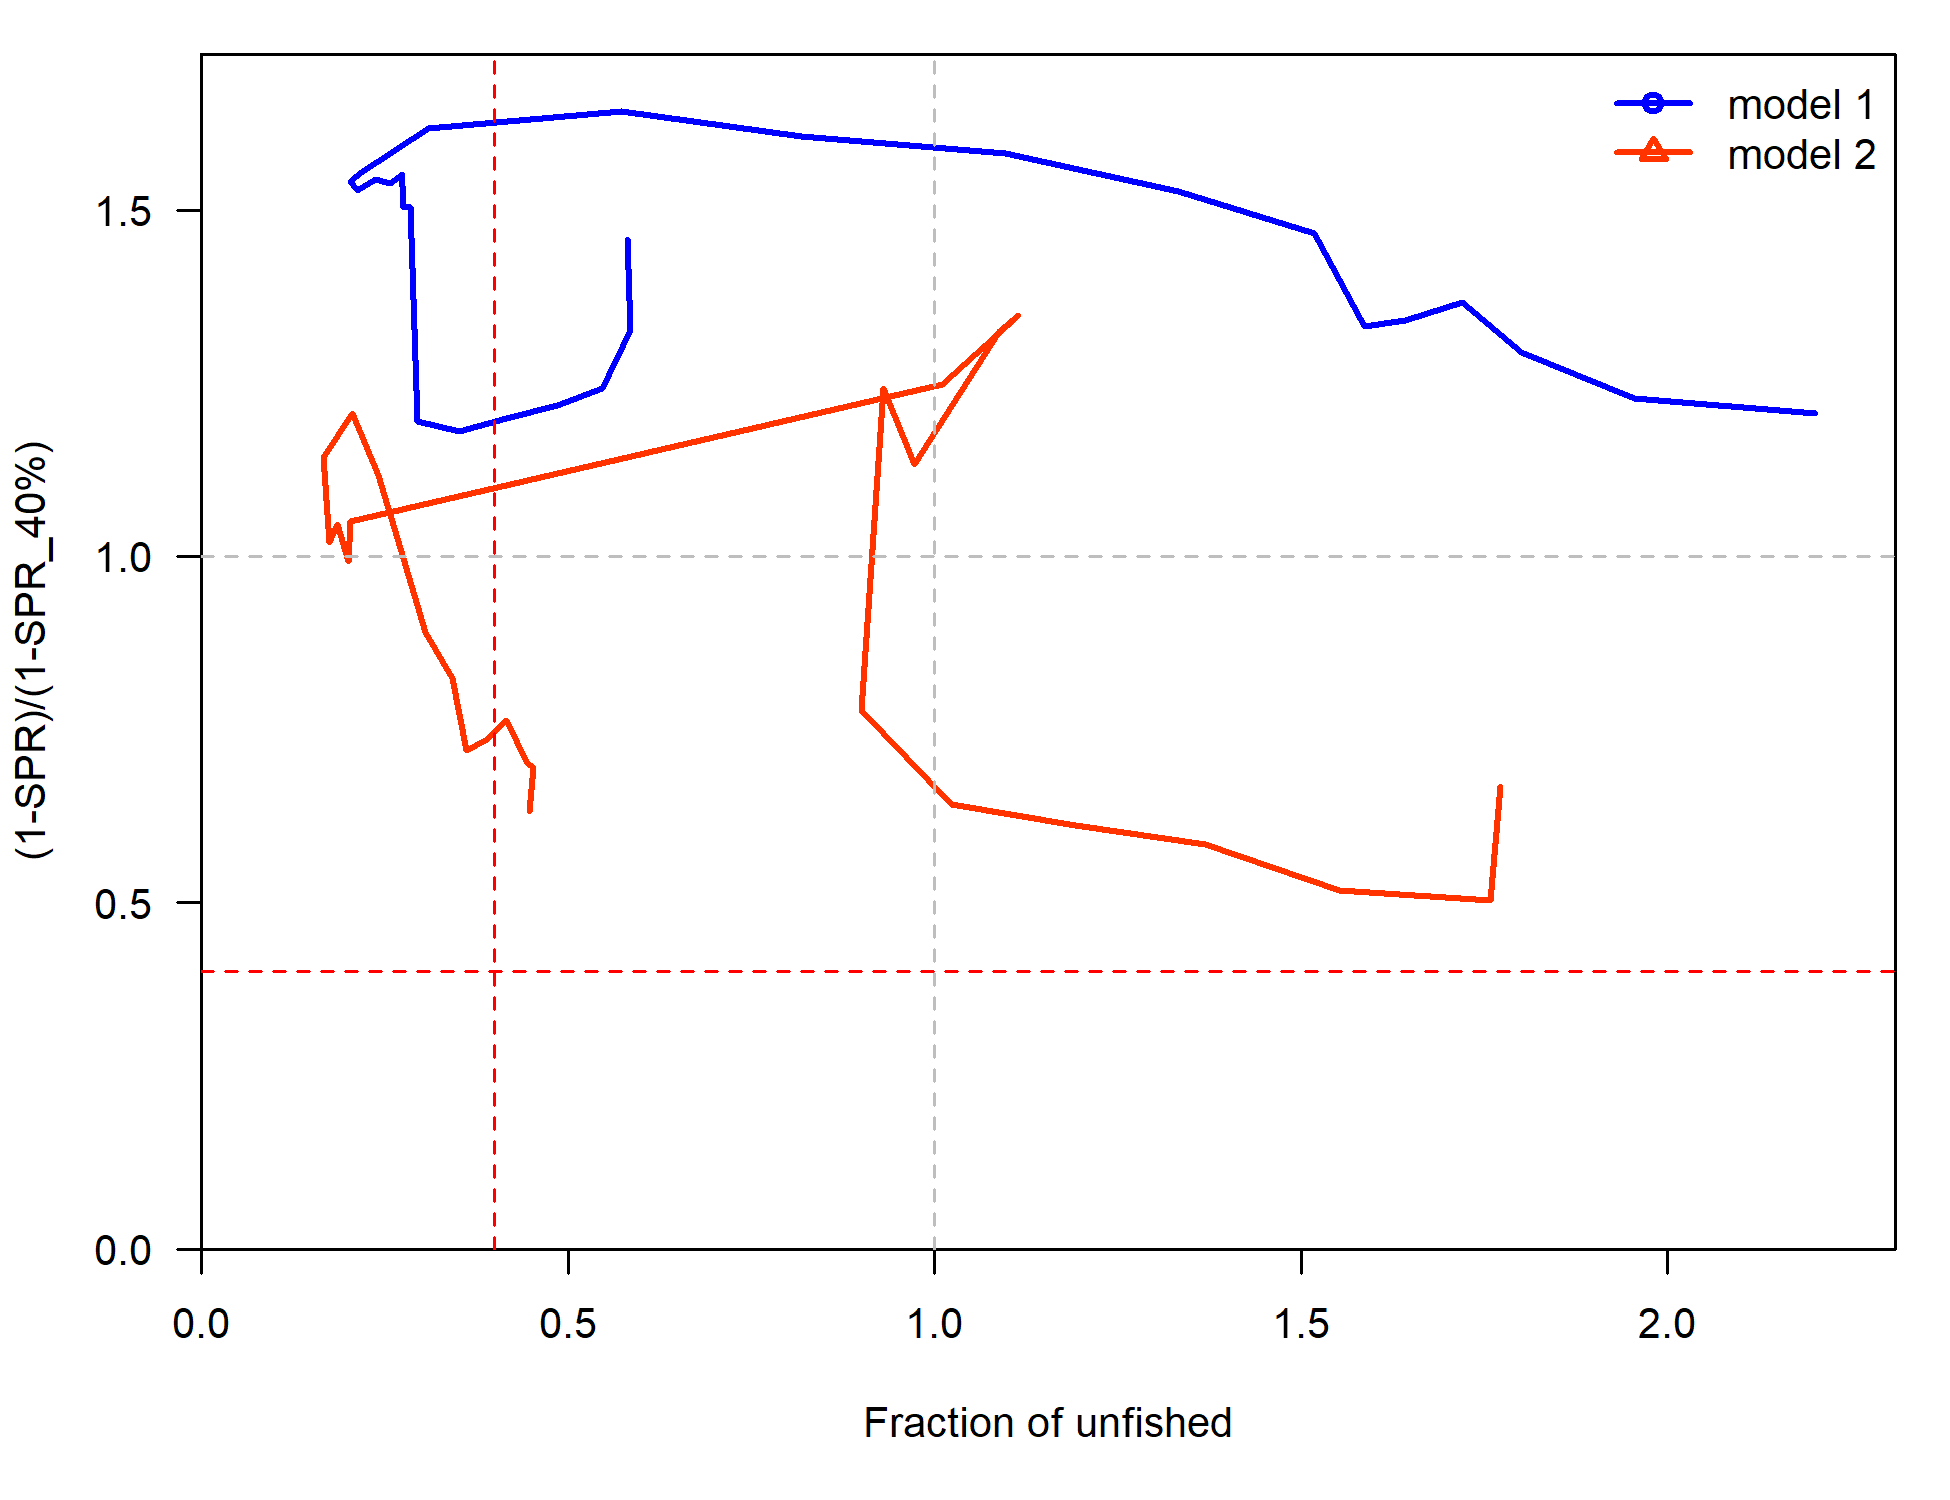 model 1
model 2
(1-SPR)/(1-SPR_40%)
1.5
1.0
0.5
0.0
0.0 0.5 1.0 1.5 2.0
Fraction of unfished